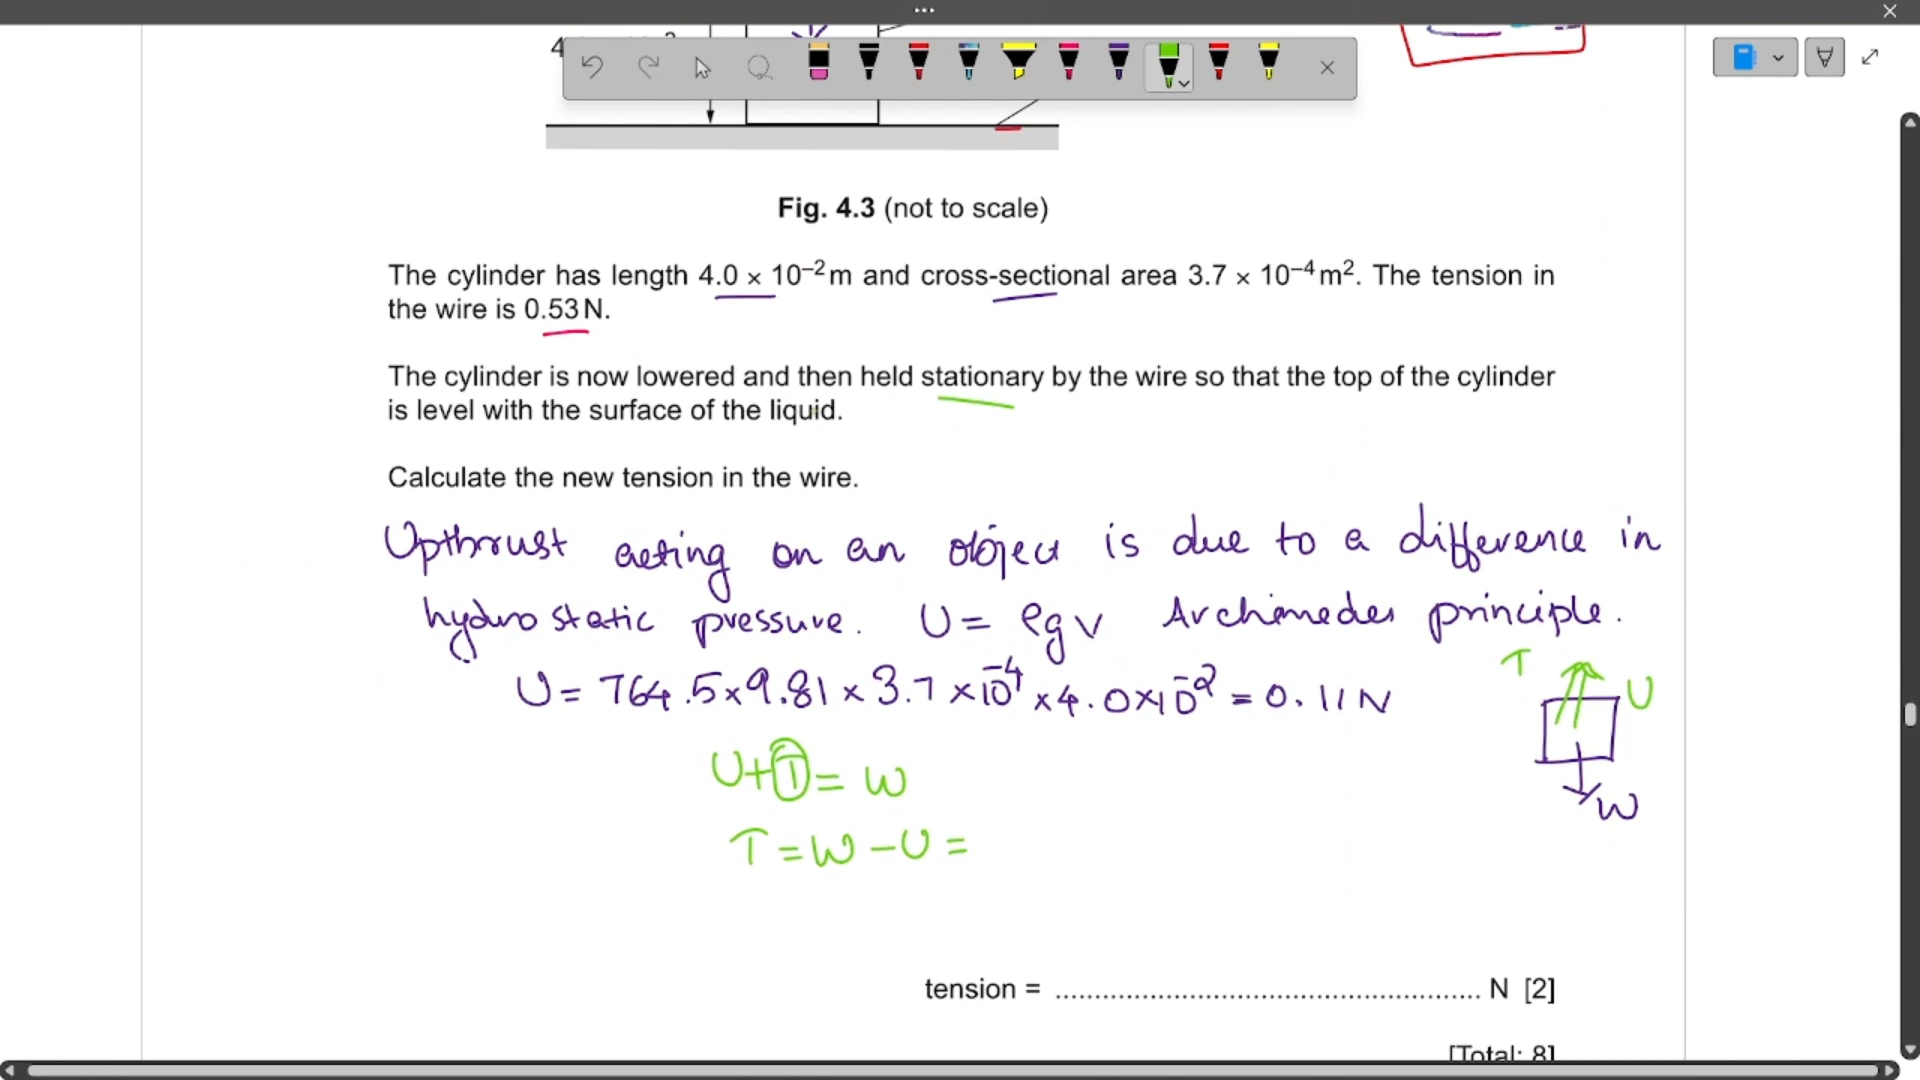 4
Fig. 4.3 (not to scale)
The cylinder has length 4.0 × 10⁻² m and cross-sectional area 3.7 × 10⁻⁴ m². The tension in
the wire is 0.53 N.
The cylinder is now lowered and then held stationary by the wire so that the top of the cylinder
is level with the surface of the liquid.
Calculate the new tension in the wire.
Upthrust acting on an object is due to a difference in
hydrostatic pressure. U = ρgV Archimedes principle.
U = 764.5 × 9.81 × 3.7 × 10⁻⁴ × 4.0 × 10⁻² = 0.11 N
T
U
W
U + T = W
T = W − U =
tension = .................................................... N [2]
[Total: 8]